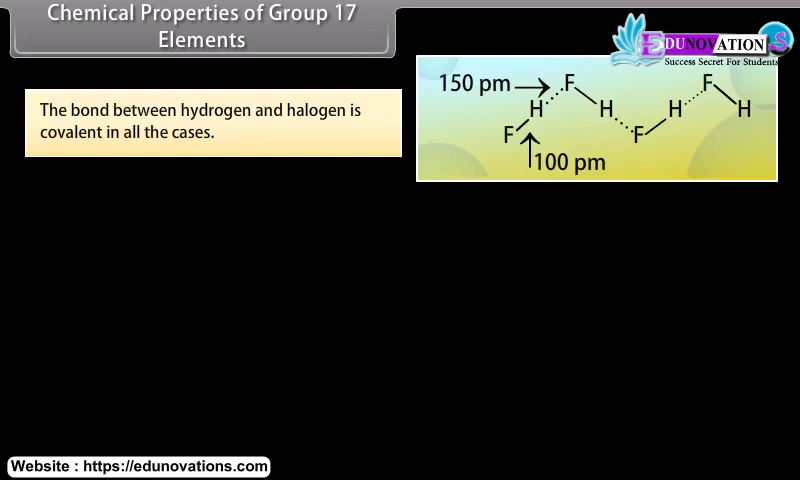 Chemical Properties of Group 17
Elements
EDUNOVATION.S
Success Secret For Students
The bond between hydrogen and halogen is
covalent in all the cases.
150 pm
F
F
H
H
H
H
F
F
100 pm
Website : https://edunovations.com